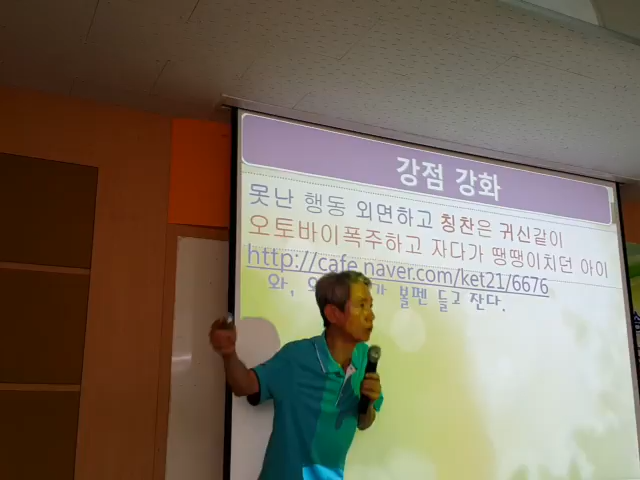 강점 강화
못난 행동 외면하고 칭찬은 귀신같이
오토바이폭주하고 자다가 땡땡이치던 아이
http://cafe.naver.com/ket21/6676
와, 볼펜 들고 잔다.